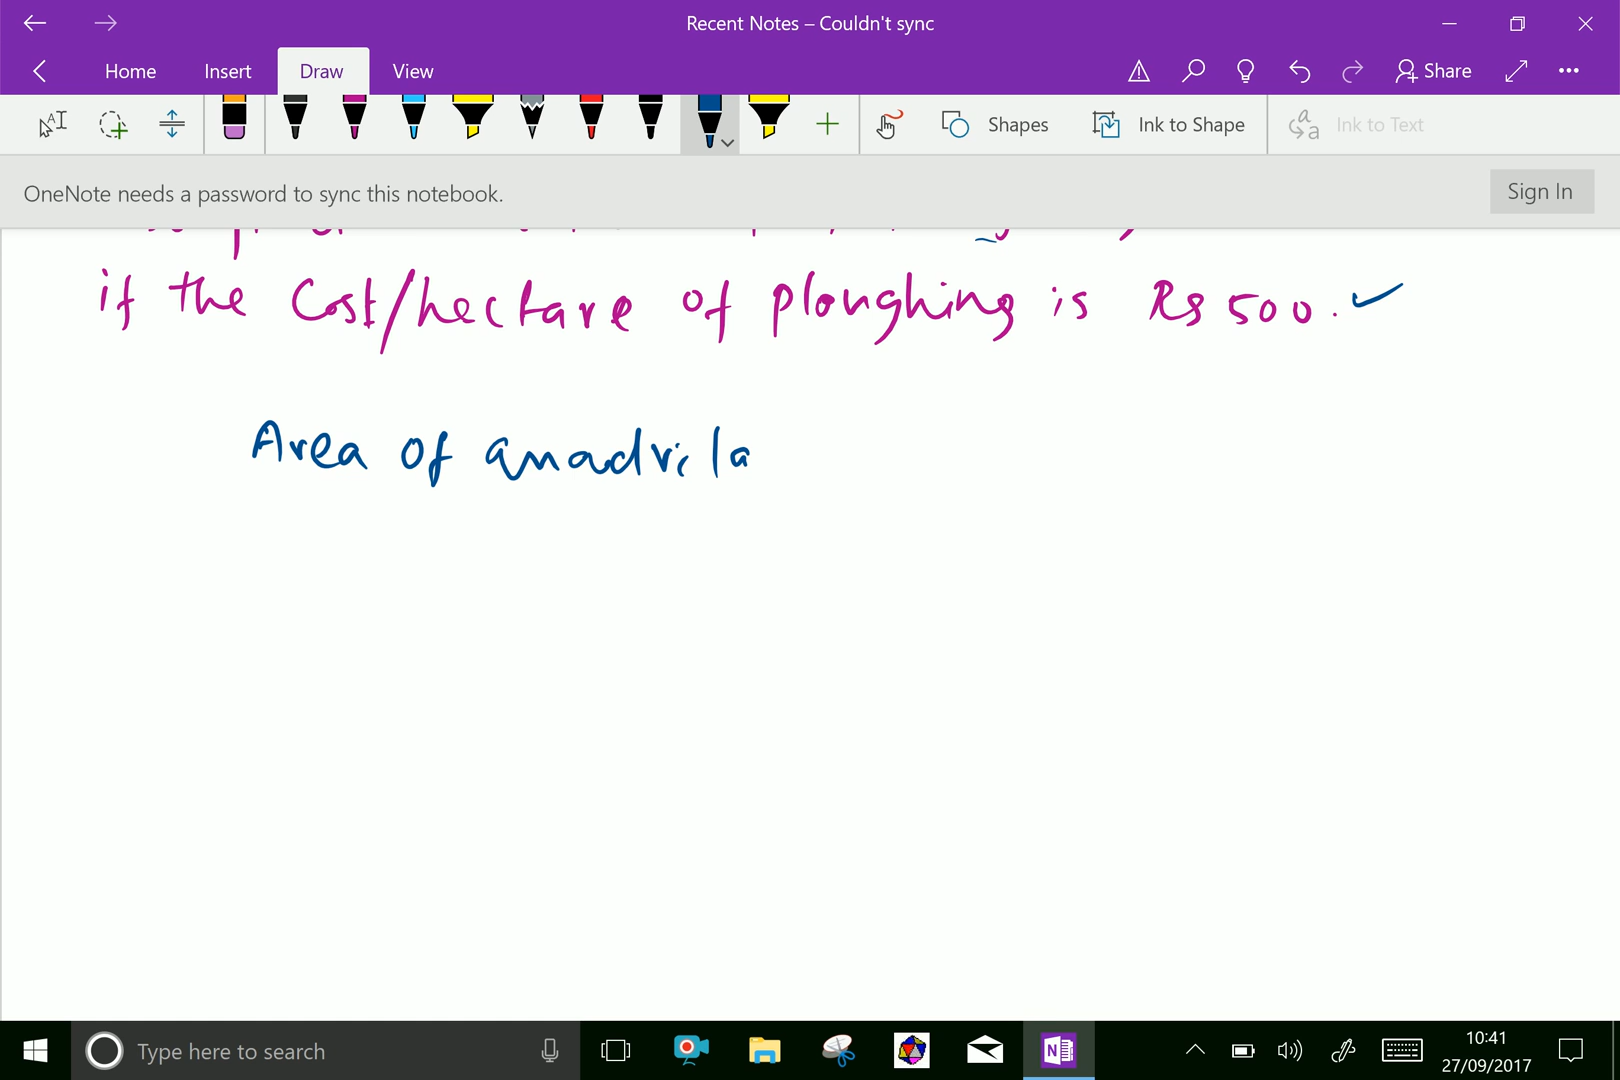 Recent Notes – Couldn't sync
Home Insert Draw View Share
Shapes Ink to Shape Ink to Text
OneNote needs a password to sync this notebook. Sign In
if the Cost/hectare of ploughing is Rs 500.
Area of quadrila
Type here to search
10:41
27/09/2017